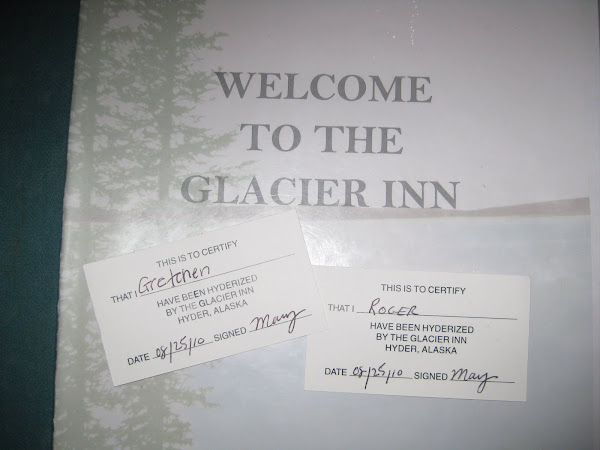 WELCOME
TO THE
GLACIER INN
THIS IS TO CERTIFY
THAT I Gretchen
HAVE BEEN HYDERIZED
BY THE GLACIER INN
HYDER, ALASKA
DATE 08/25/10 SIGNED Mary
THIS IS TO CERTIFY
THAT I ROGER
HAVE BEEN HYDERIZED
BY THE GLACIER INN
HYDER, ALASKA
DATE 08/25/10 SIGNED Mary